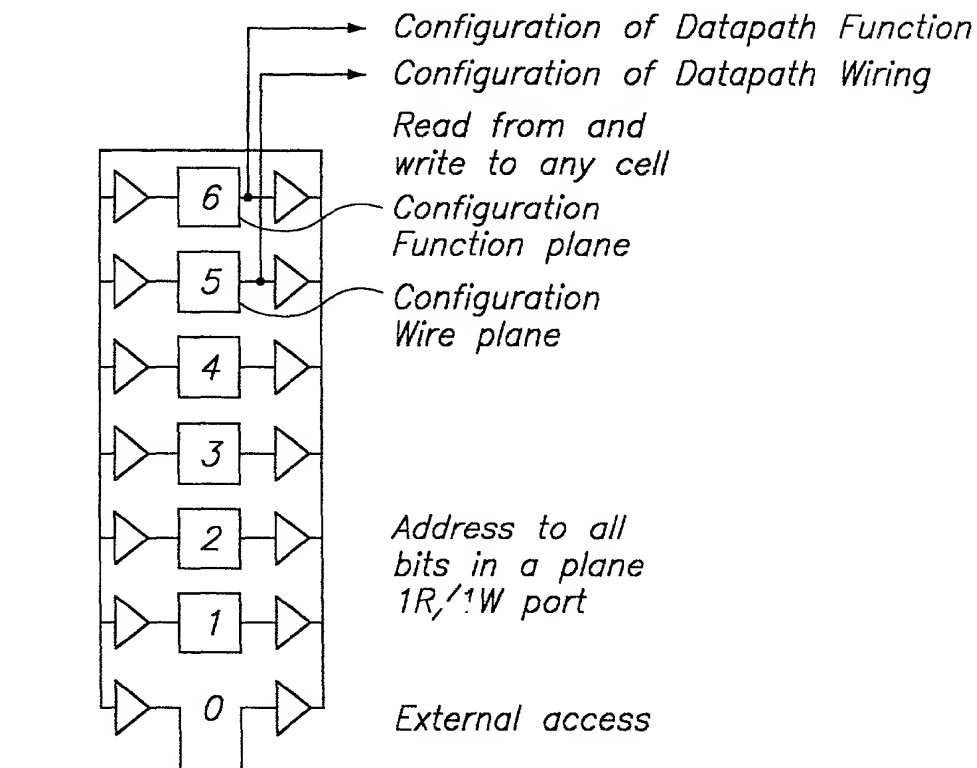 Configuration of Datapath Function
Configuration of Datapath Wiring
Read from and
write to any cell
6
Configuration
Function plane
5
Configuration
Wire plane
4
3
2
Address to all
bits in a plane
1R/1W port
1
0
External access